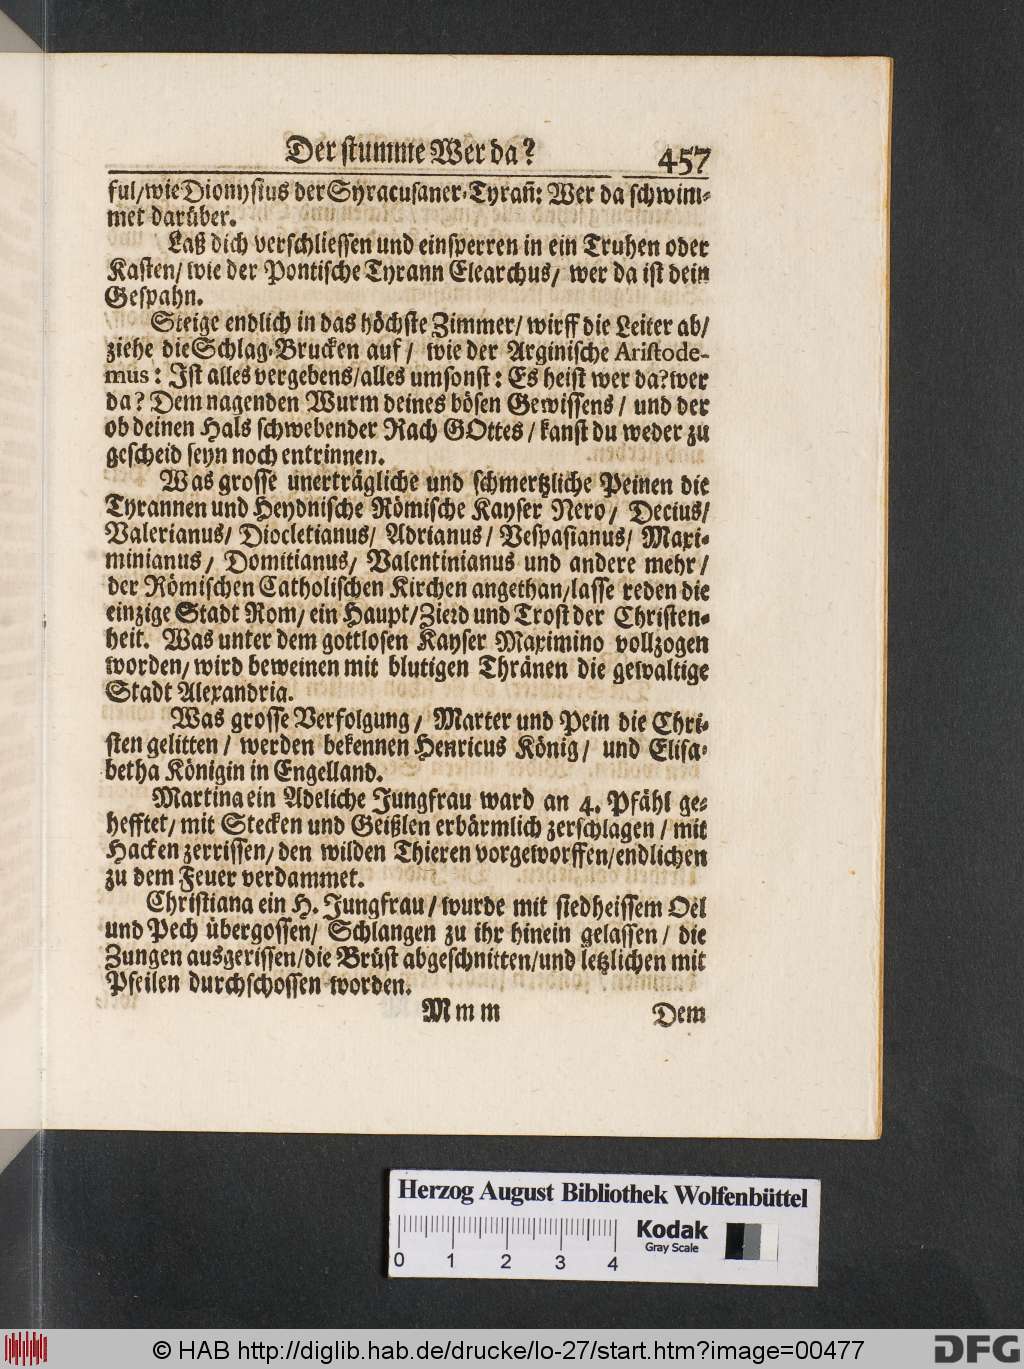 Der stumme Wer da? 457
ful/ wie Dionysius der Syracusaner-Tyrañ: Wer da schwim-
met darüber.
Laß dich verschliessen und einsperren in ein Truhen oder
Kasten/ wie der Pontische Tyrann Elearchus/ wer da ist dein
Gespahn.
Steige endlich in das höchste Zimmer/ wirff die Leiter ab/
ziehe die Schlag-Brucken auf/ wie der Arginische Aristode-
mus: Ist alles vergebens/ alles umsonst: Es heist wer da? wer
da? Dem nagenden Wurm deines bösen Gewissens/ und der
ob deinen Hals schwebender Rach GOttes/ kanst du weder zu
gescheid seyn noch entrinnen.
Was grosse unerträgliche und schmertzliche Peinen die
Tyrannen und Heydnische Römische Kayser Nero/ Decius/
Valerianus/ Diocletianus/ Adrianus/ Vespasianus/ Maxi-
minianus/ Domitianus/ Valentinianus und andere mehr/
der Römischen Catholischen Kirchen angethan/ lasse reden die
einzige Stadt Rom/ ein Haupt/ Zierd und Trost der Christen-
heit. Was unter dem gottlosen Kayser Maximino vollzogen
worden/ wird beweinen mit blutigen Thränen die gewaltige
Stadt Alexandria.
Was grosse Verfolgung/ Marter und Pein die Chri-
sten gelitten/ werden bekennen Henricus König/ und Elisa-
betha Königin in Engelland.
Martina ein Adeliche Jungfrau ward an 4. Pfähl ge-
hefftet/ mit Stecken und Geißlen erbärmlich zerschlagen/ mit
Hacken zerrissen/ den wilden Thieren vorgeworffen/ endlichen
zu dem Feuer verdammet.
Christiana ein H. Jungfrau/ wurde mit siedheissem Oel
und Pech übergossen/ Schlangen zu ihr hinein gelassen/ die
Zungen ausgerissen/ die Brüst abgeschnitten/ und letzlichen mit
Pfeilen durchschossen worden.
Mmm Dem
Herzog August Bibliothek Wolfenbüttel
Kodak
Gray Scale
0 1 2 3 4
© HAB http://diglib.hab.de/drucke/lo-27/start.htm?image=00477
DFG